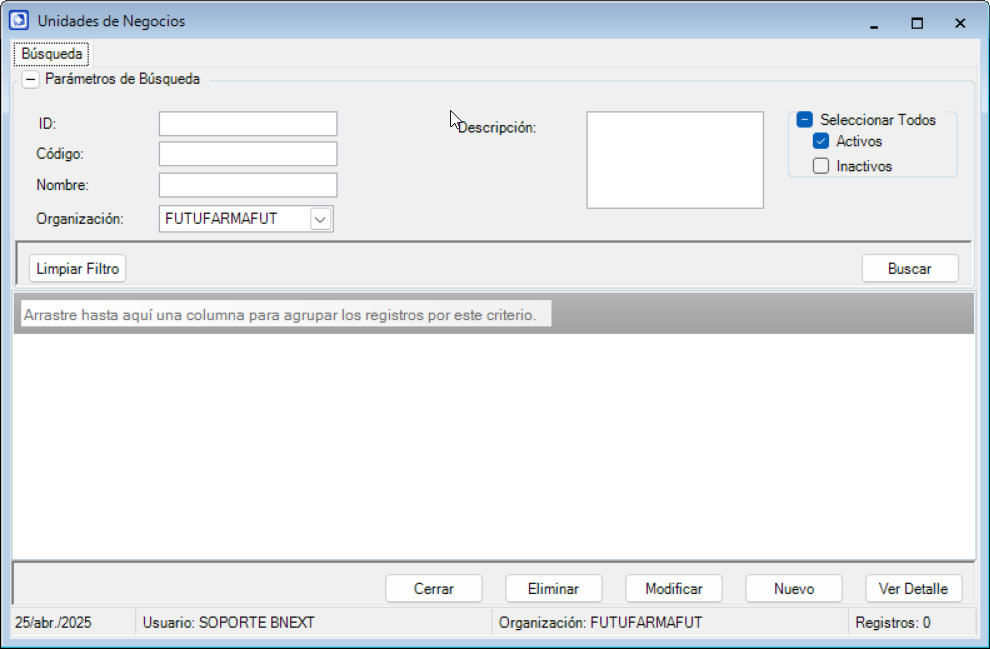 Unidades de Negocios
Búsqueda
Parámetros de Búsqueda
ID:
Código:
Nombre:
Organización: FUTUFARMAFUT
Descripción:
Seleccionar Todos
Activos
Inactivos
Limpiar Filtro
Buscar
Arrastre hasta aquí una columna para agrupar los registros por este criterio.
Cerrar
Eliminar
Modificar
Nuevo
Ver Detalle
25/abr./2025
Usuario: SOPORTE BNEXT
Organización: FUTUFARMAFUT
Registros: 0